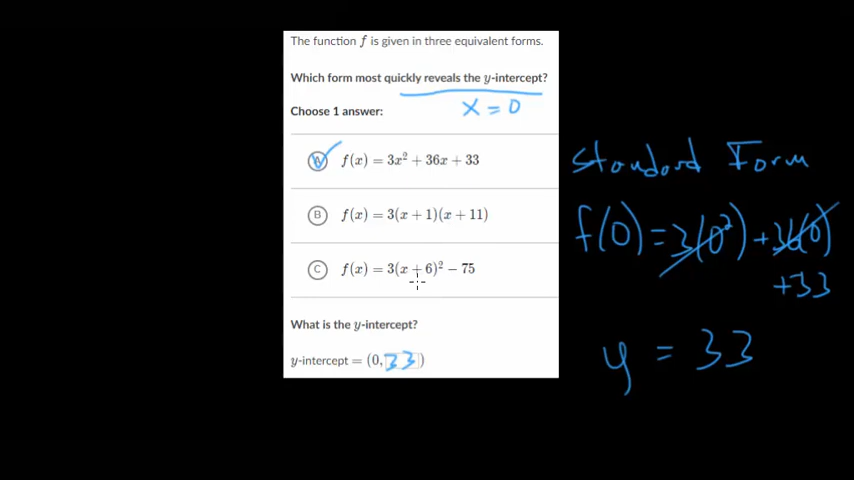 The function f is given in three equivalent forms.
Which form most quickly reveals the y-intercept?
Choose 1 answer:
x = 0
A f(x) = 3x² + 36x + 33
B f(x) = 3(x + 1)(x + 11)
C f(x) = 3(x + 6)² − 75
What is the y-intercept?
y-intercept = (0, 33)
Standard Form
f(0) = 3(0²) + 36(0)
+33
y = 33